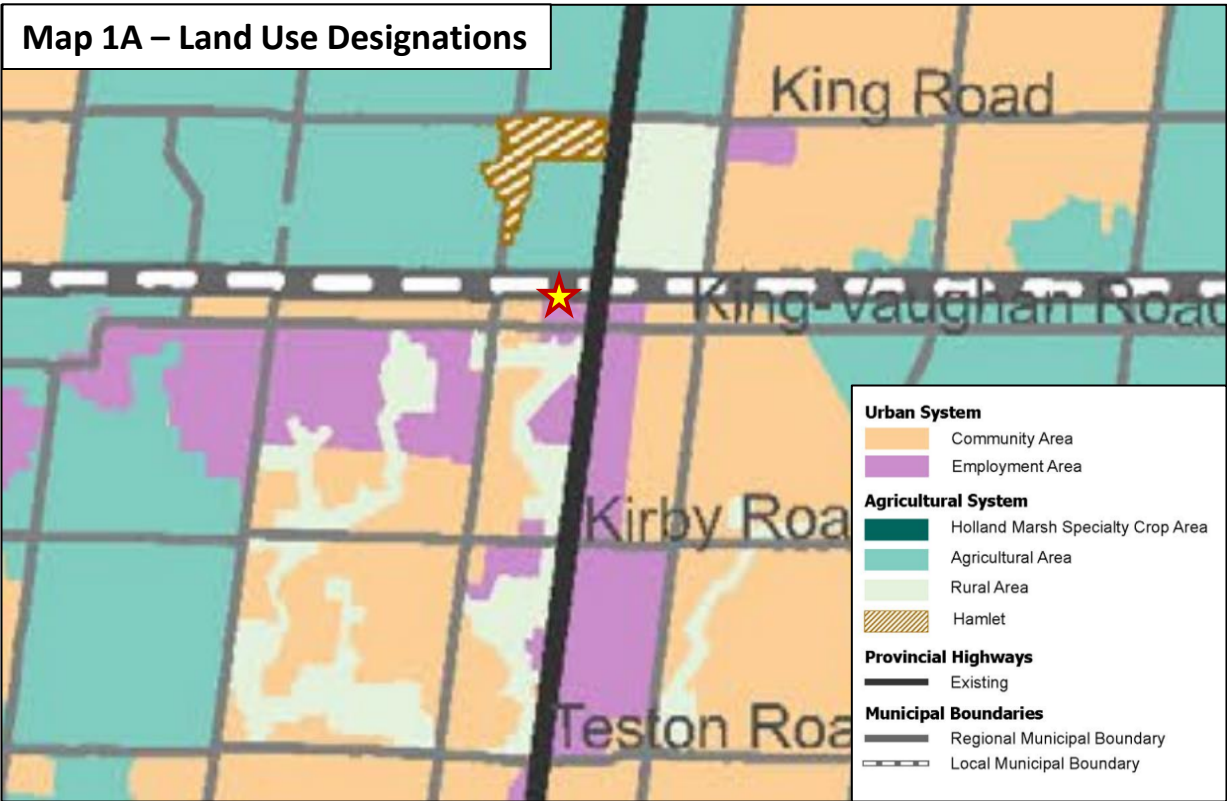 Map 1A – Land Use Designations
King Road
King-Vaughan Road
Kirby Roa
Teston Roa
Urban System
Community Area
Employment Area
Agricultural System
Holland Marsh Specialty Crop Area
Agricultural Area
Rural Area
Hamlet
Provincial Highways
Existing
Municipal Boundaries
Regional Municipal Boundary
Local Municipal Boundary